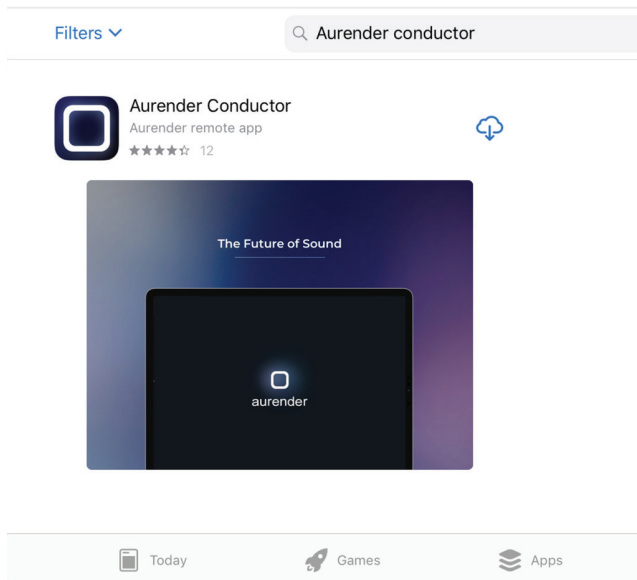 Filters
Aurender conductor
Aurender Conductor
Aurender remote app
12
The Future of Sound
aurender
Today
Games
Apps